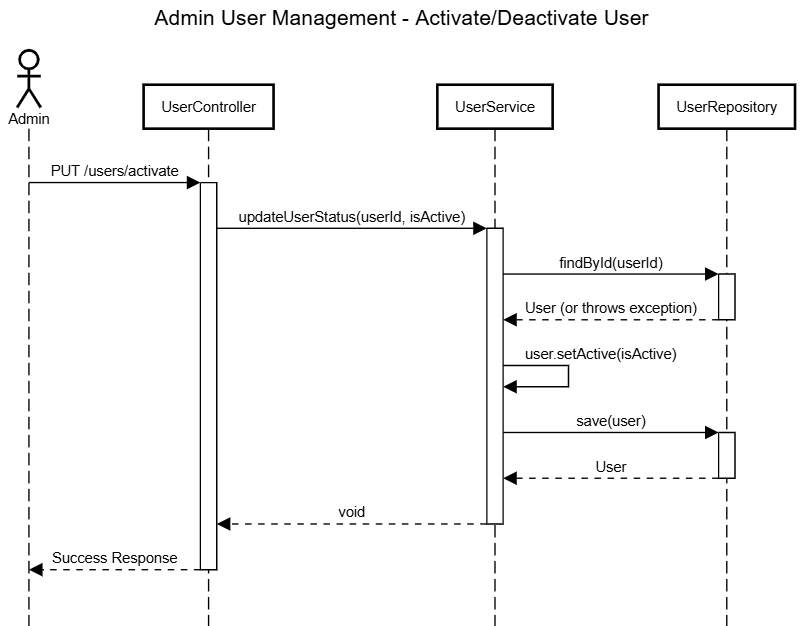 Admin User Management - Activate/Deactivate User
Admin
UserController
UserService
UserRepository
PUT /users/activate
updateUserStatus(userId, isActive)
findById(userId)
User (or throws exception)
user.setActive(isActive)
save(user)
User
void
Success Response